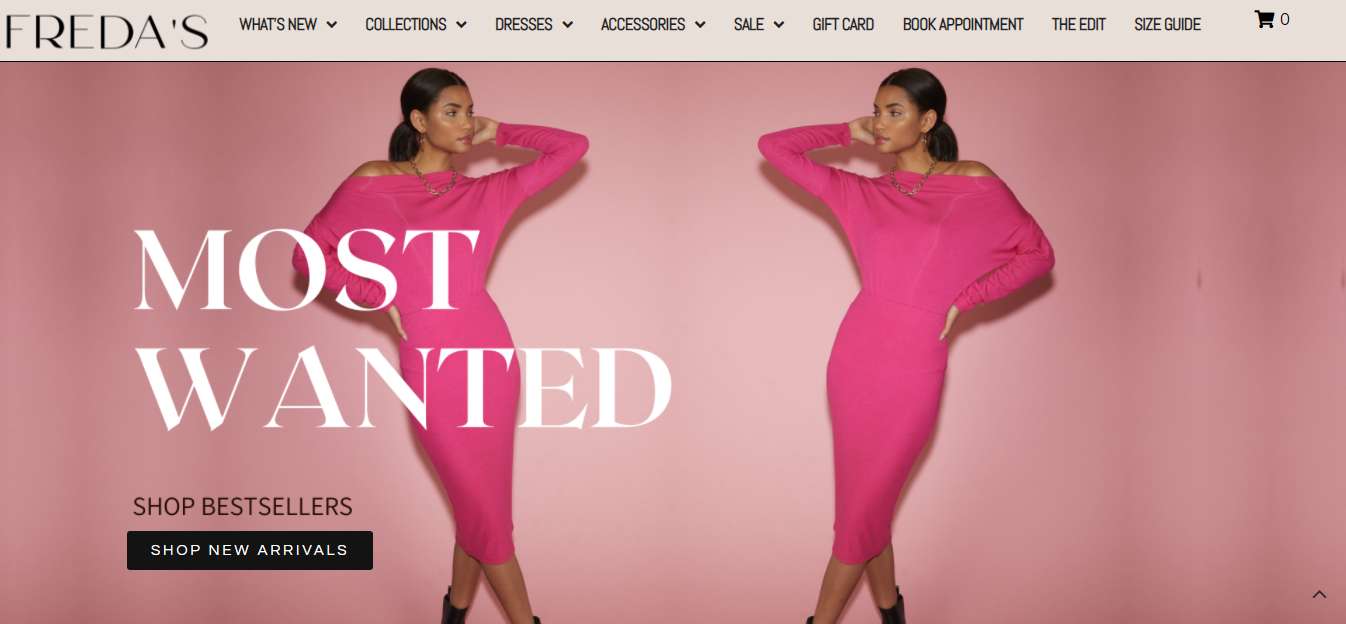 FREDA'S
WHAT'S NEW COLLECTIONS DRESSES ACCESSORIES SALE GIFT CARD BOOK APPOINTMENT THE EDIT SIZE GUIDE 0
MOST
WANTED
SHOP BESTSELLERS
SHOP NEW ARRIVALS